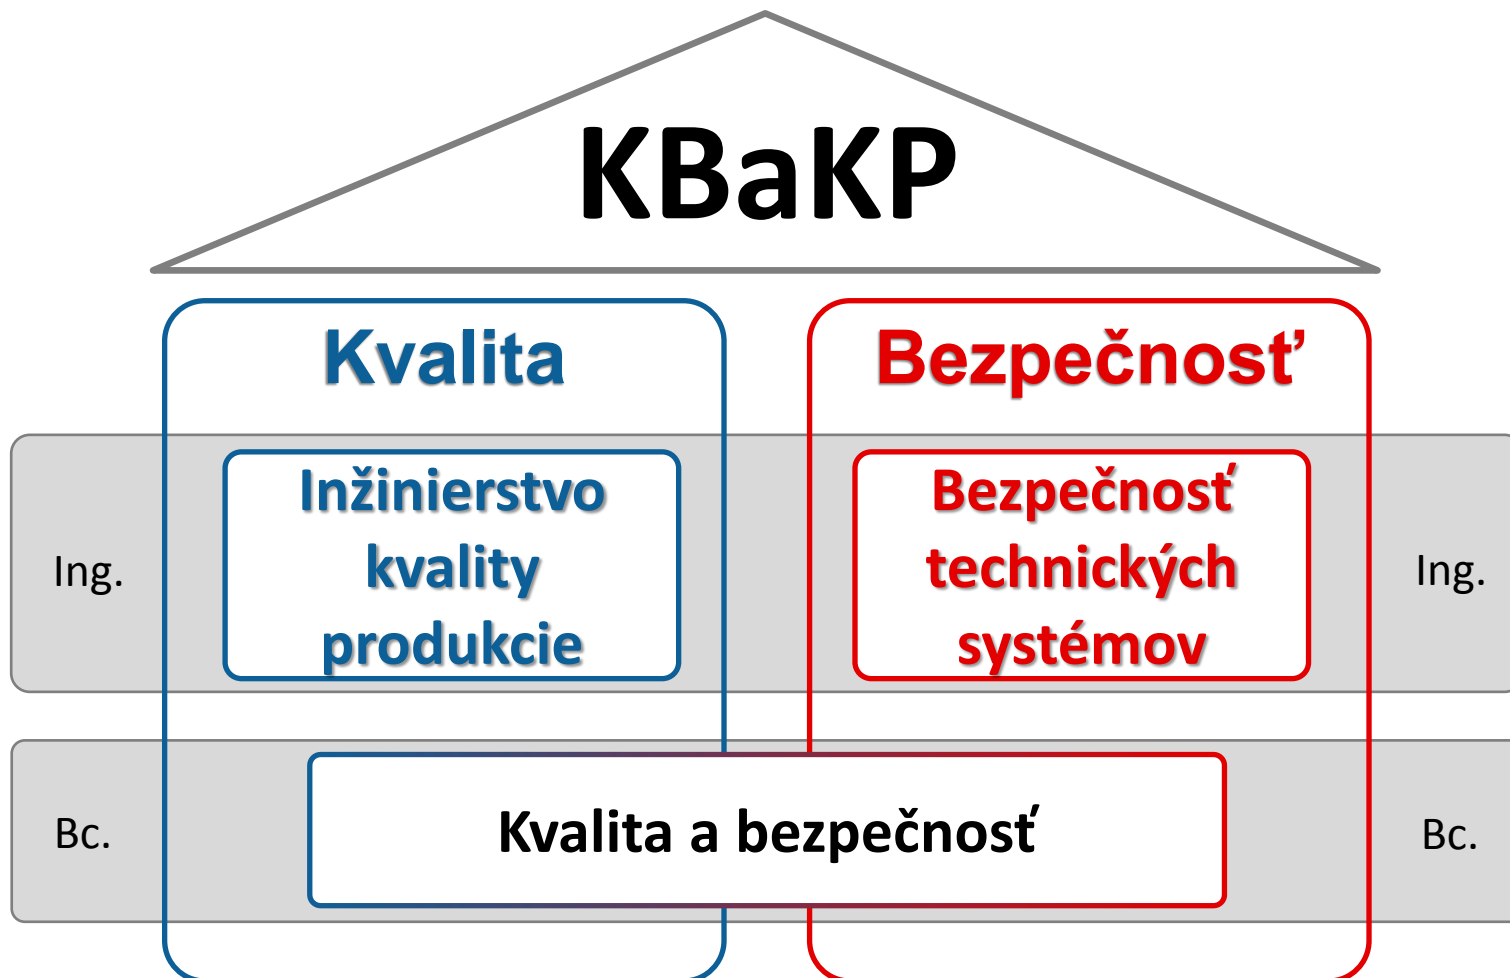 KBaKP
Kvalita
Bezpečnosť
Ing.
Inžinierstvo
kvality
produkcie
Bezpečnosť
technických
systémov
Ing.
Bc.
Kvalita a bezpečnosť
Bc.